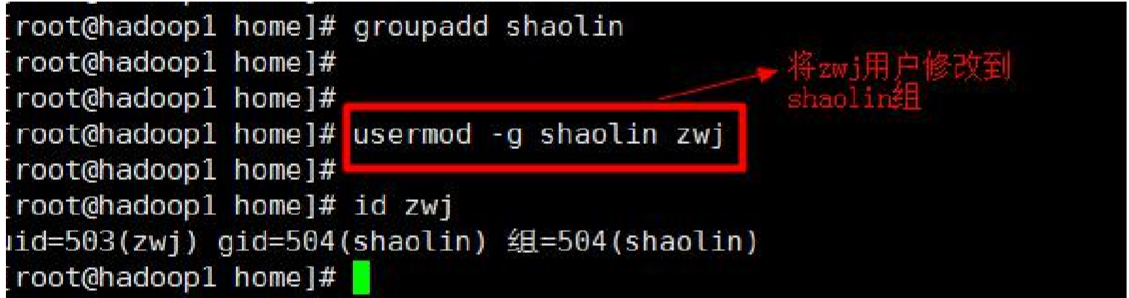 [root@hadoop1 home]# groupadd shaolin
[root@hadoop1 home]#
[root@hadoop1 home]#
将zwj用户修改到
shaolin组
[root@hadoop1 home]# usermod -g shaolin zwj
[root@hadoop1 home]#
[root@hadoop1 home]# id zwj
uid=503(zwj) gid=504(shaolin) 组=504(shaolin)
[root@hadoop1 home]#